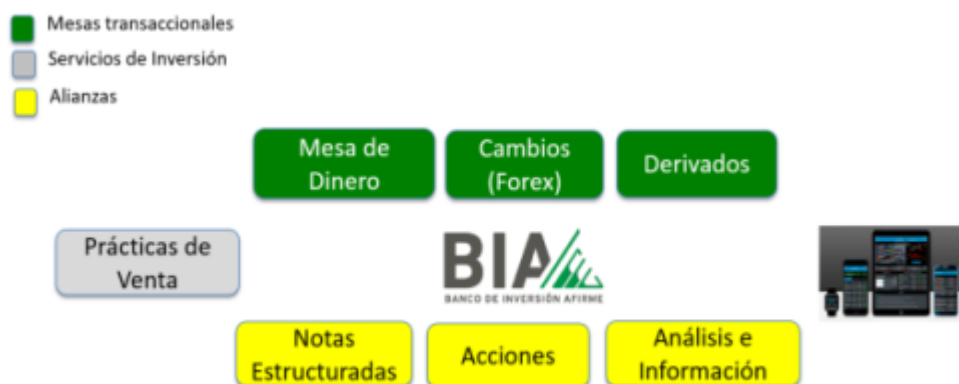 Mesas transaccionales
Servicios de Inversión
Alianzas
Mesa de
Dinero
Cambios
(Forex)
Derivados
Prácticas de
Venta
BIA
BANCO DE INVERSIÓN AFIRME
Notas
Estructuradas
Acciones
Análisis e
Información